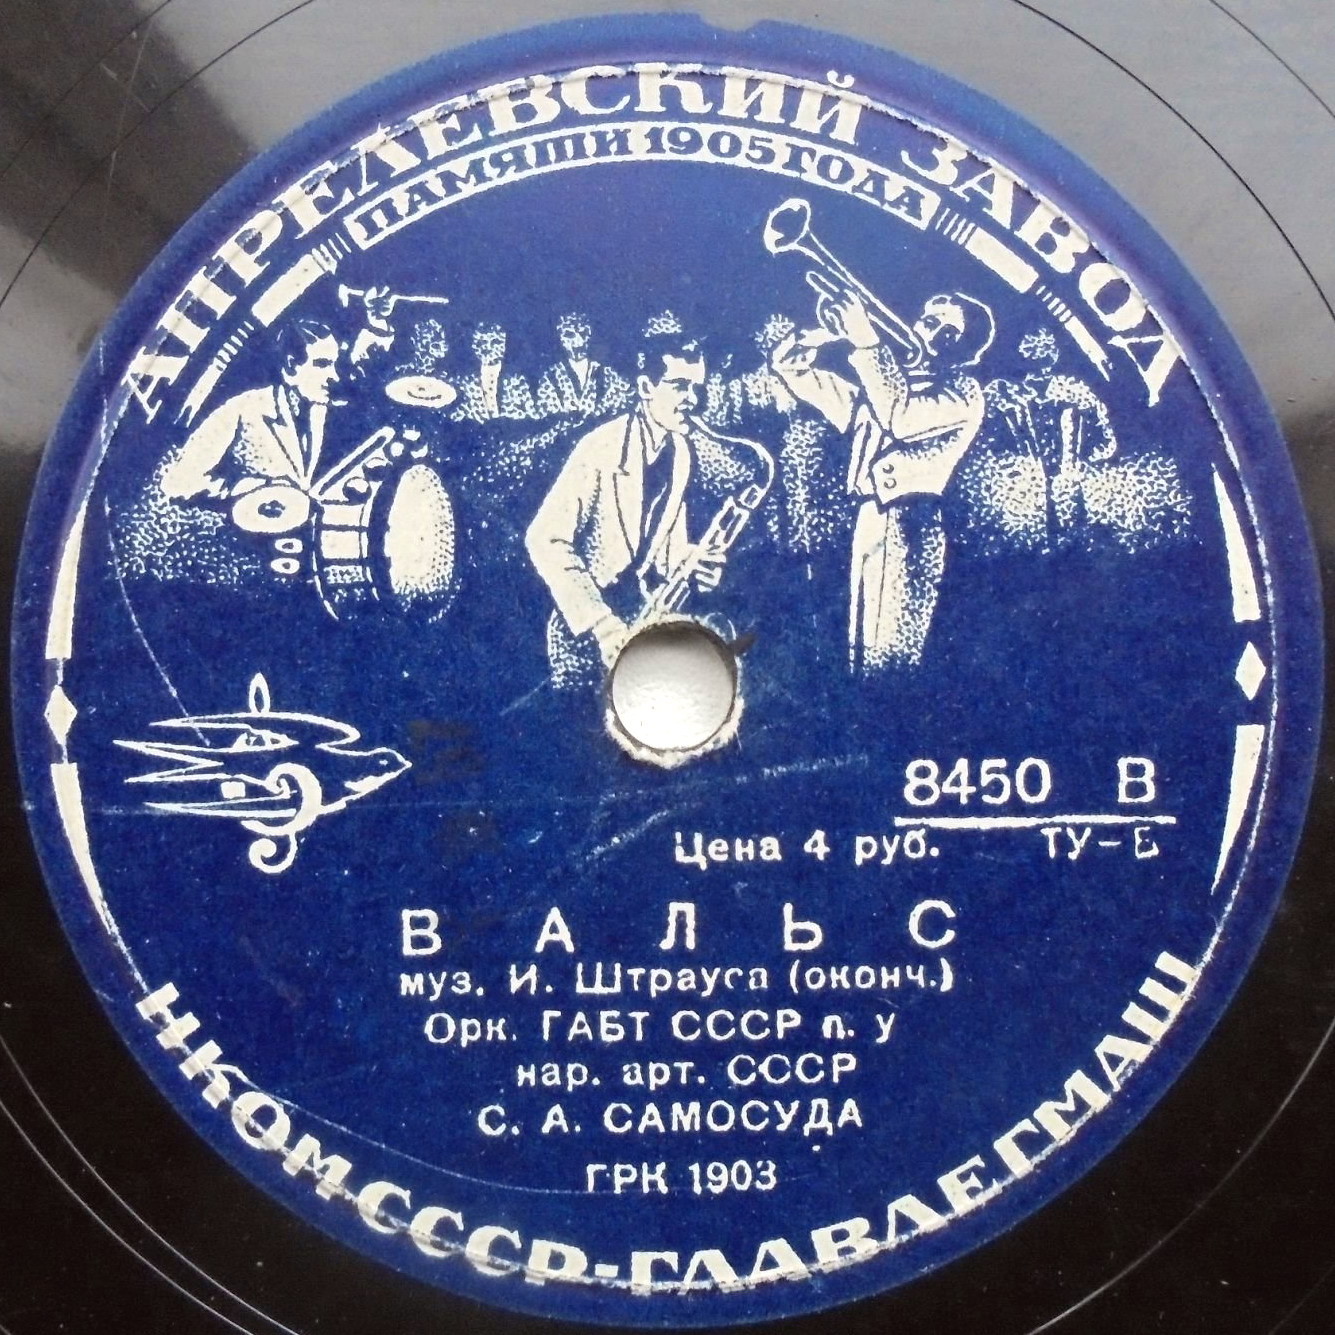 АПРЕЛЕВСКИЙ ЗАВОД
ПАМЯТИ 1905 ГОДА
8450 В
Цена 4 руб. ТУ-Е
ВАЛЬС
муз. И. Штрауса (оконч.)
Орк. ГАБТ СССР п. у
нар. арт. СССР
С. А. САМОСУДА
ГРК 1903
НКОМ СССР-ГЛАВЛЕГМАШ